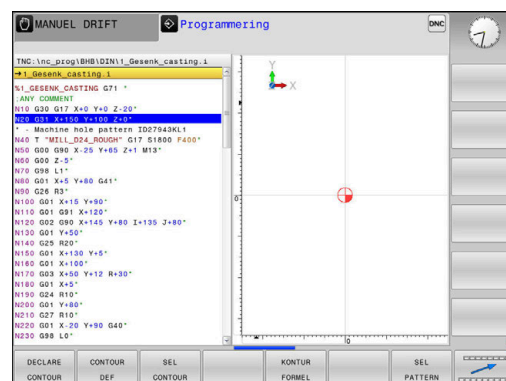 MANUEL DRIFT
Programmering
DNC
TNC:\nc_prog\BHB\DIN\1_Gesenk_casting.i
→1_Gesenk_casting.i
%1_GESENK_CASTING G71 *
;ANY COMMENT
N10 G30 G17 X+0 Y+0 Z-20*
N20 G31 X+150 Y+100 Z+0*
* - Machine hole pattern ID27943KL1
N40 T "MILL_D24_ROUGH" G17 S1800 F400*
N50 G00 G90 X-25 Y+65 Z+1 M13*
N60 G00 Z-5*
N70 G98 L1*
N80 G01 X+5 Y+80 G41*
N90 G26 R3*
N100 G01 X+15 Y+90*
N110 G01 G91 X+120*
N120 G02 G90 X+145 Y+80 I+135 J+80*
N130 G01 Y+50*
N140 G25 R20*
N150 G01 X+130 Y+5*
N160 G01 X+100*
N170 G03 X+50 Y+12 R+30*
N180 G01 X+5*
N190 G24 R10*
N200 G01 Y+80*
N210 G27 R10*
N220 G01 X-20 Y+90 G40*
N230 G98 L0*
Y
X
0
0
DECLARE CONTOUR
CONTOUR DEF
SEL CONTOUR
KONTUR FORMEL
SEL PATTERN